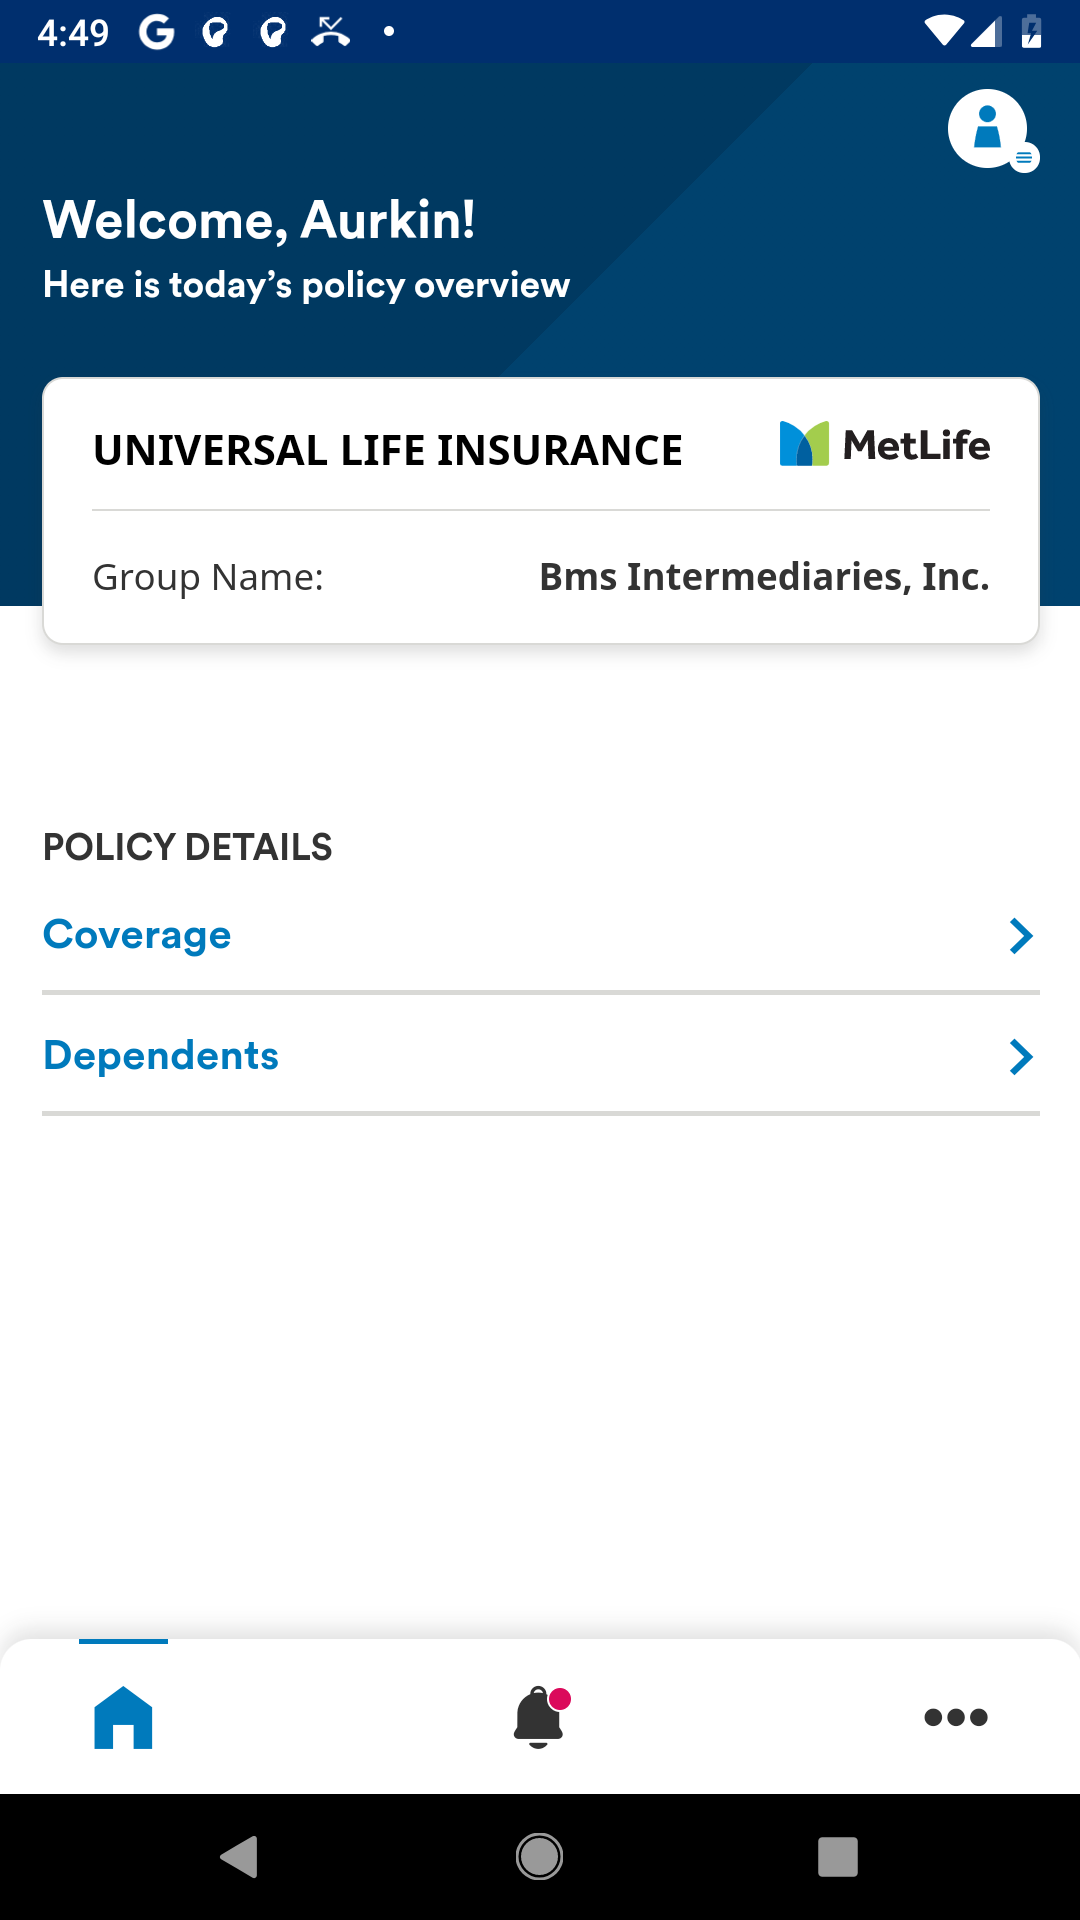 4:49
Welcome, Aurkin!
Here is today’s policy overview
UNIVERSAL LIFE INSURANCE
MetLife
Group Name: Bms Intermediaries, Inc.
POLICY DETAILS
Coverage
Dependents